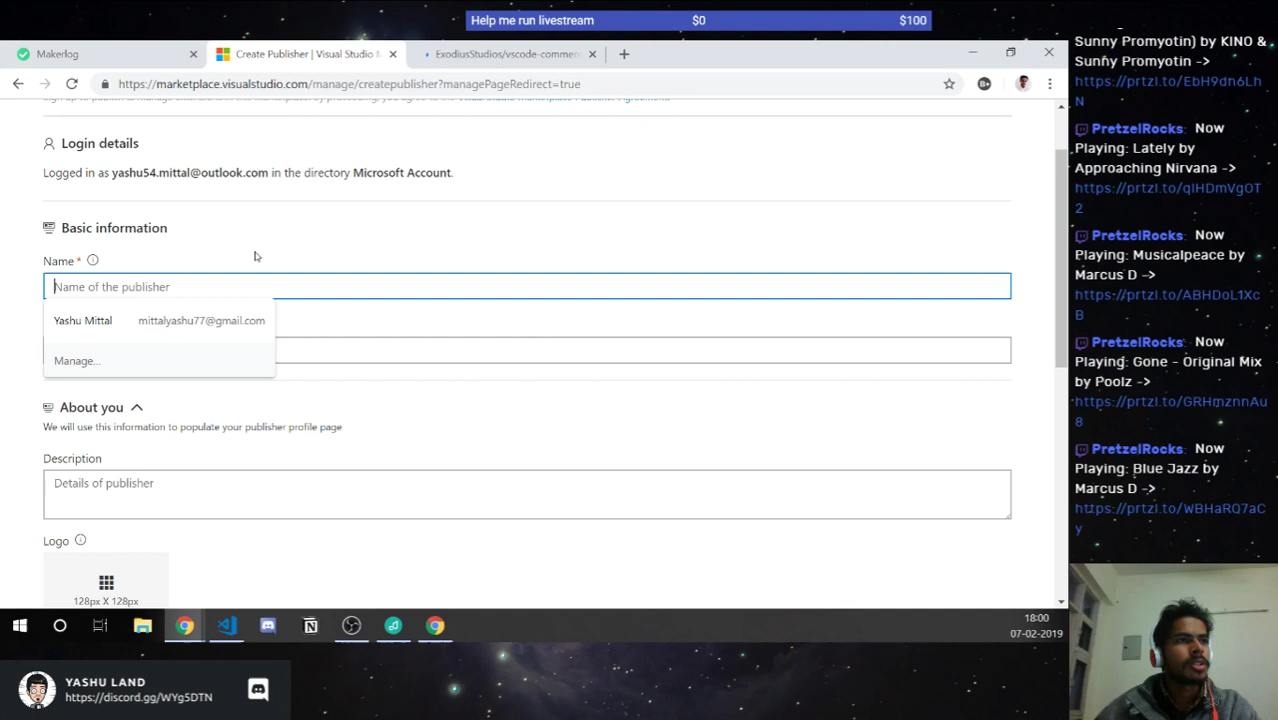 Help me run livestream $0 $100
Makerlog
Create Publisher | Visual Studio M
ExodiusStudios/vscode-commen
https://marketplace.visualstudio.com/manage/createpublisher?managePageRedirect=true
Login details
Logged in as yashu54.mittal@outlook.com in the directory Microsoft Account.
Basic information
Name *
Name of the publisher
Yashu Mittal mittalyashu77@gmail.com
Manage...
About you
We will use this information to populate your publisher profile page
Description
Details of publisher
Logo
128px X 128px
18:00
07-02-2019
YASHU LAND
https://discord.gg/WYg5DTN
Sunny Promyotin) by KINO &
Sunny Promyotin ->
https://prtzl.to/EbH9dn6Lh
N
PretzelRocks: Now
Playing: Lately by
Approaching Nirvana ->
https://prtzl.to/qlHDmVg0T
2
PretzelRocks: Now
Playing: Musicalpeace by
Marcus D ->
https://prtzl.to/ABHDoL1Xc
B
PretzelRocks: Now
Playing: Gone - Original Mix
by Poolz ->
https://prtzl.to/GRHmznnAu
8
PretzelRocks: Now
Playing: Blue Jazz by
Marcus D ->
https://prtzl.to/WBHaRQ7aC
y